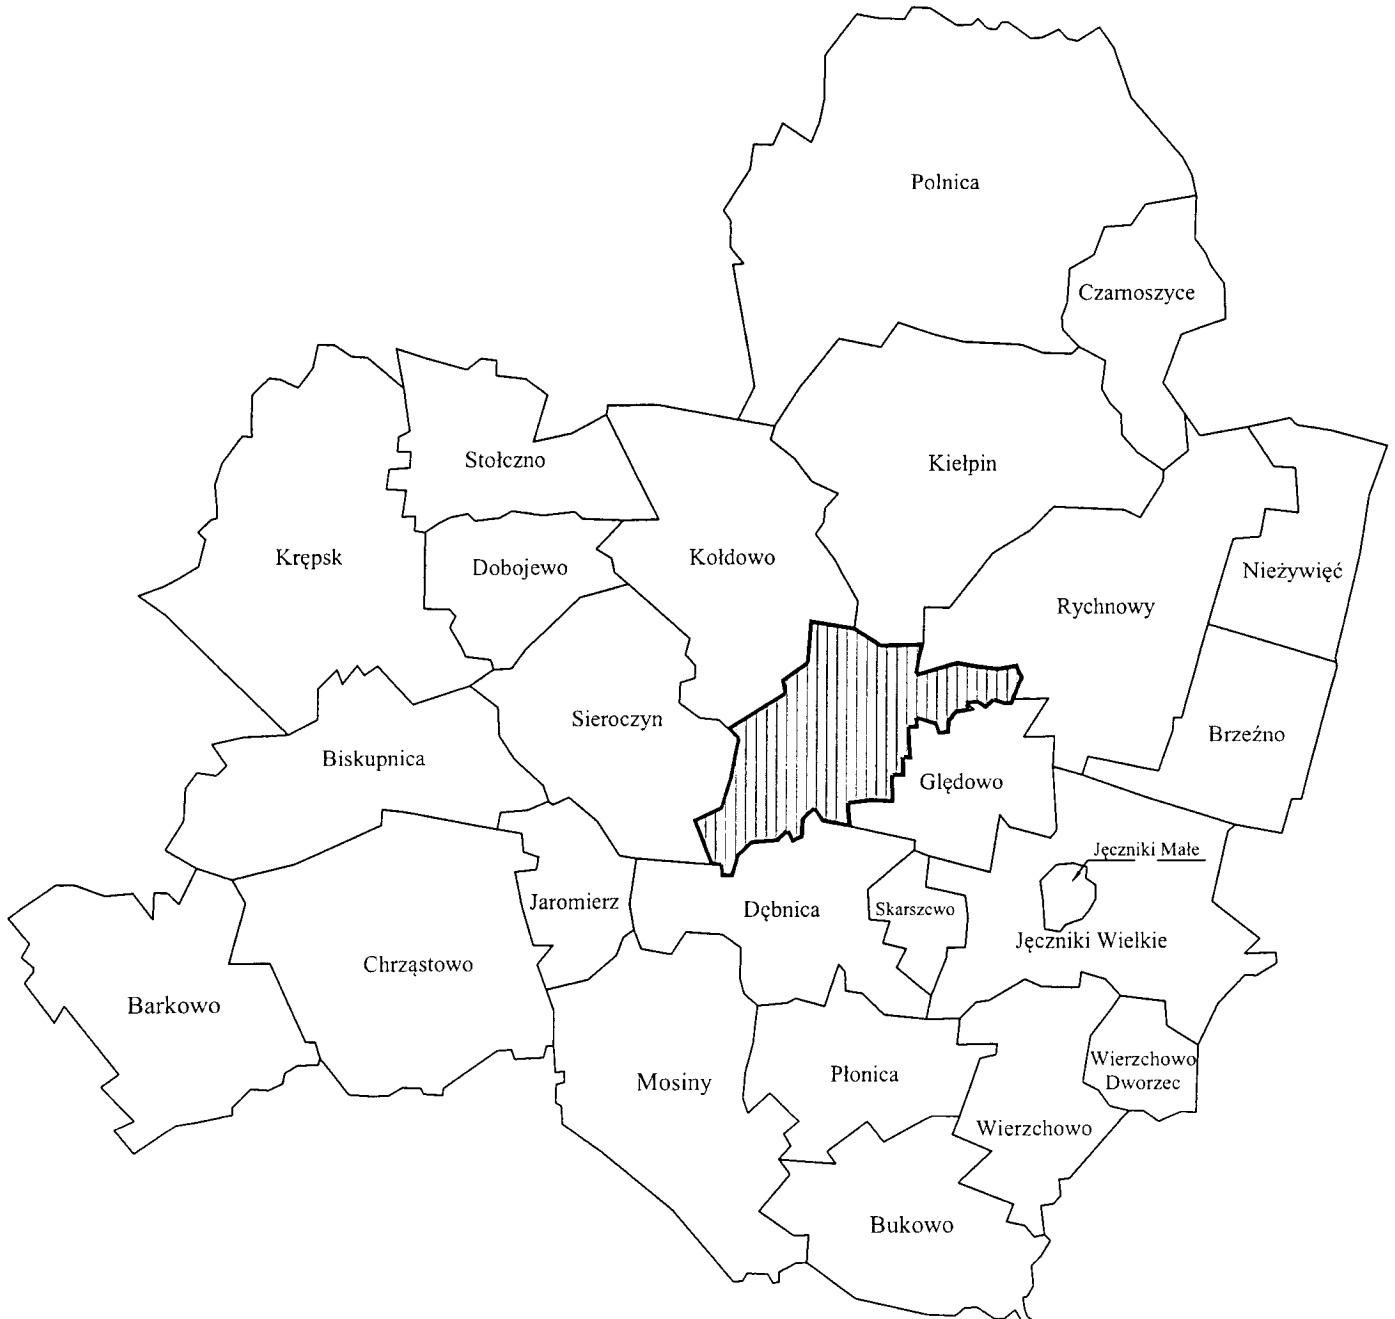 Polnica
Czarnoszyce
Stołczno
Kiełpin
Krępsk
Dobojewo
Kołdowo
Nieżywięć
Rychnowy
Sieroczyn
Brzeźno
Biskupnica
Ględowo
Jęczniki Małe
Jaromierz
Dębnica
Skarszewo
Jęczniki Wielkie
Chrząstowo
Barkowo
Mosiny
Płonica
Wierzchowo
Dworzec
Wierzchowo
Bukowo